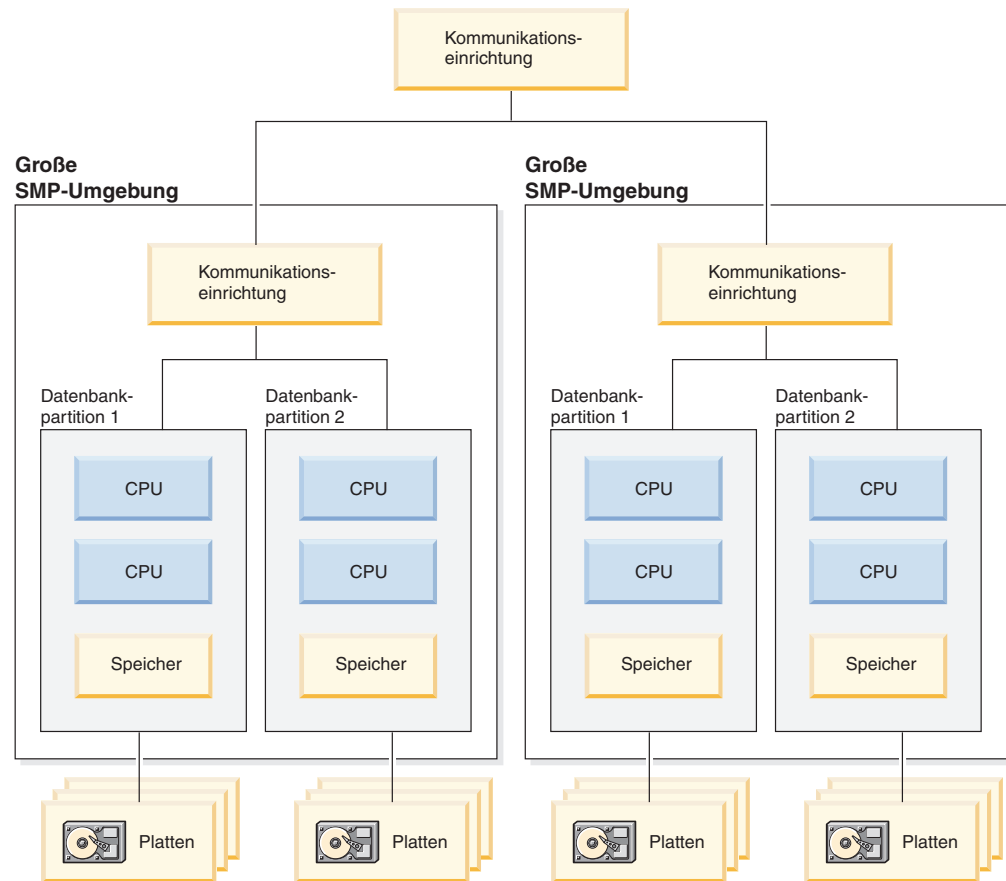 Kommunikations-
einrichtung
Große
SMP-Umgebung
Große
SMP-Umgebung
Kommunikations-
einrichtung
Kommunikations-
einrichtung
Datenbank-
partition 1
Datenbank-
partition 2
Datenbank-
partition 1
Datenbank-
partition 2
CPU
CPU
CPU
CPU
CPU
CPU
CPU
CPU
Speicher
Speicher
Speicher
Speicher
Platten
Platten
Platten
Platten